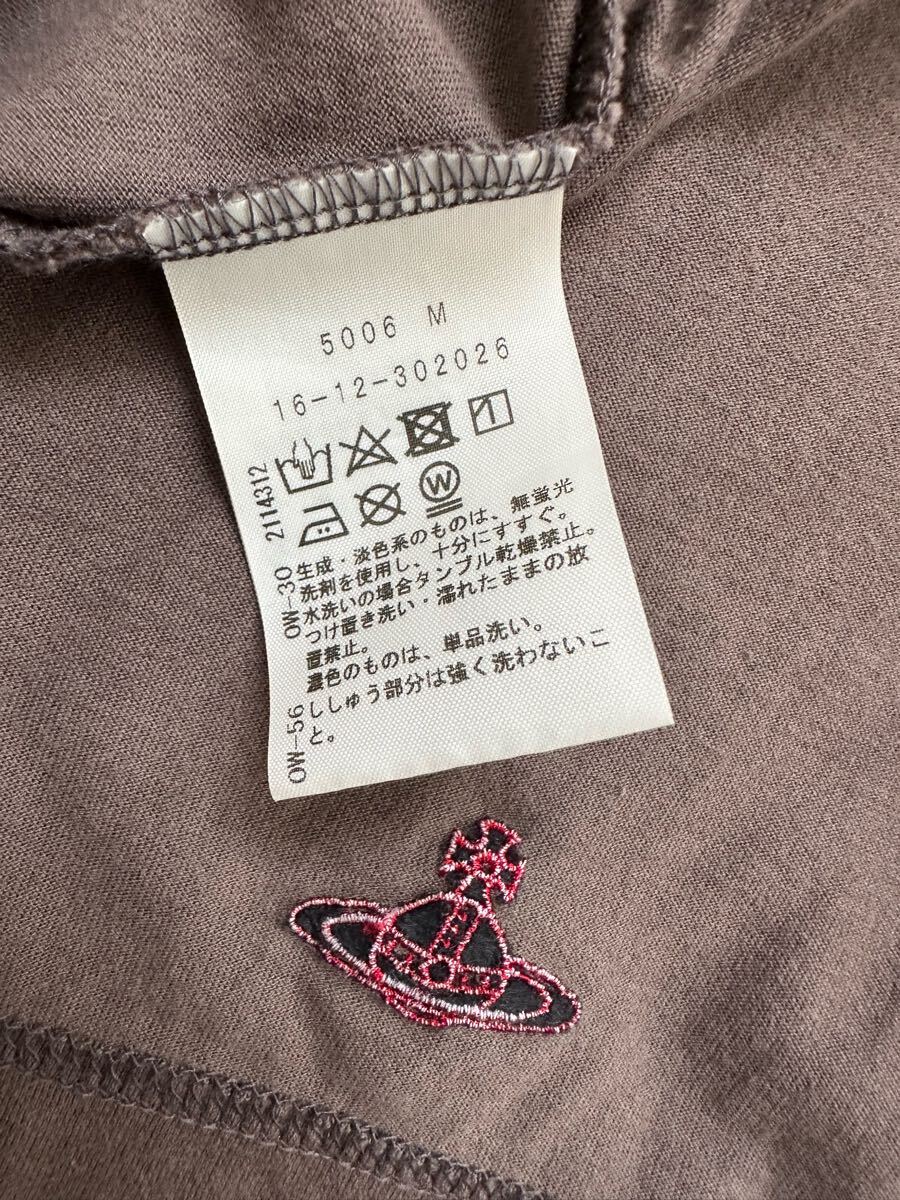 5006 M
16-12-302026
2114312
W
OW-30
生成・淡色系のものは、無蛍光
洗剤を使用し、十分にすすぐ。
水洗いの場合タンブル乾燥禁止。
つけ置き洗い・濡れたままの放
置禁止。
濃色のものは、単品洗い。
OW-56
ししゅう部分は強く洗わないこ
と。